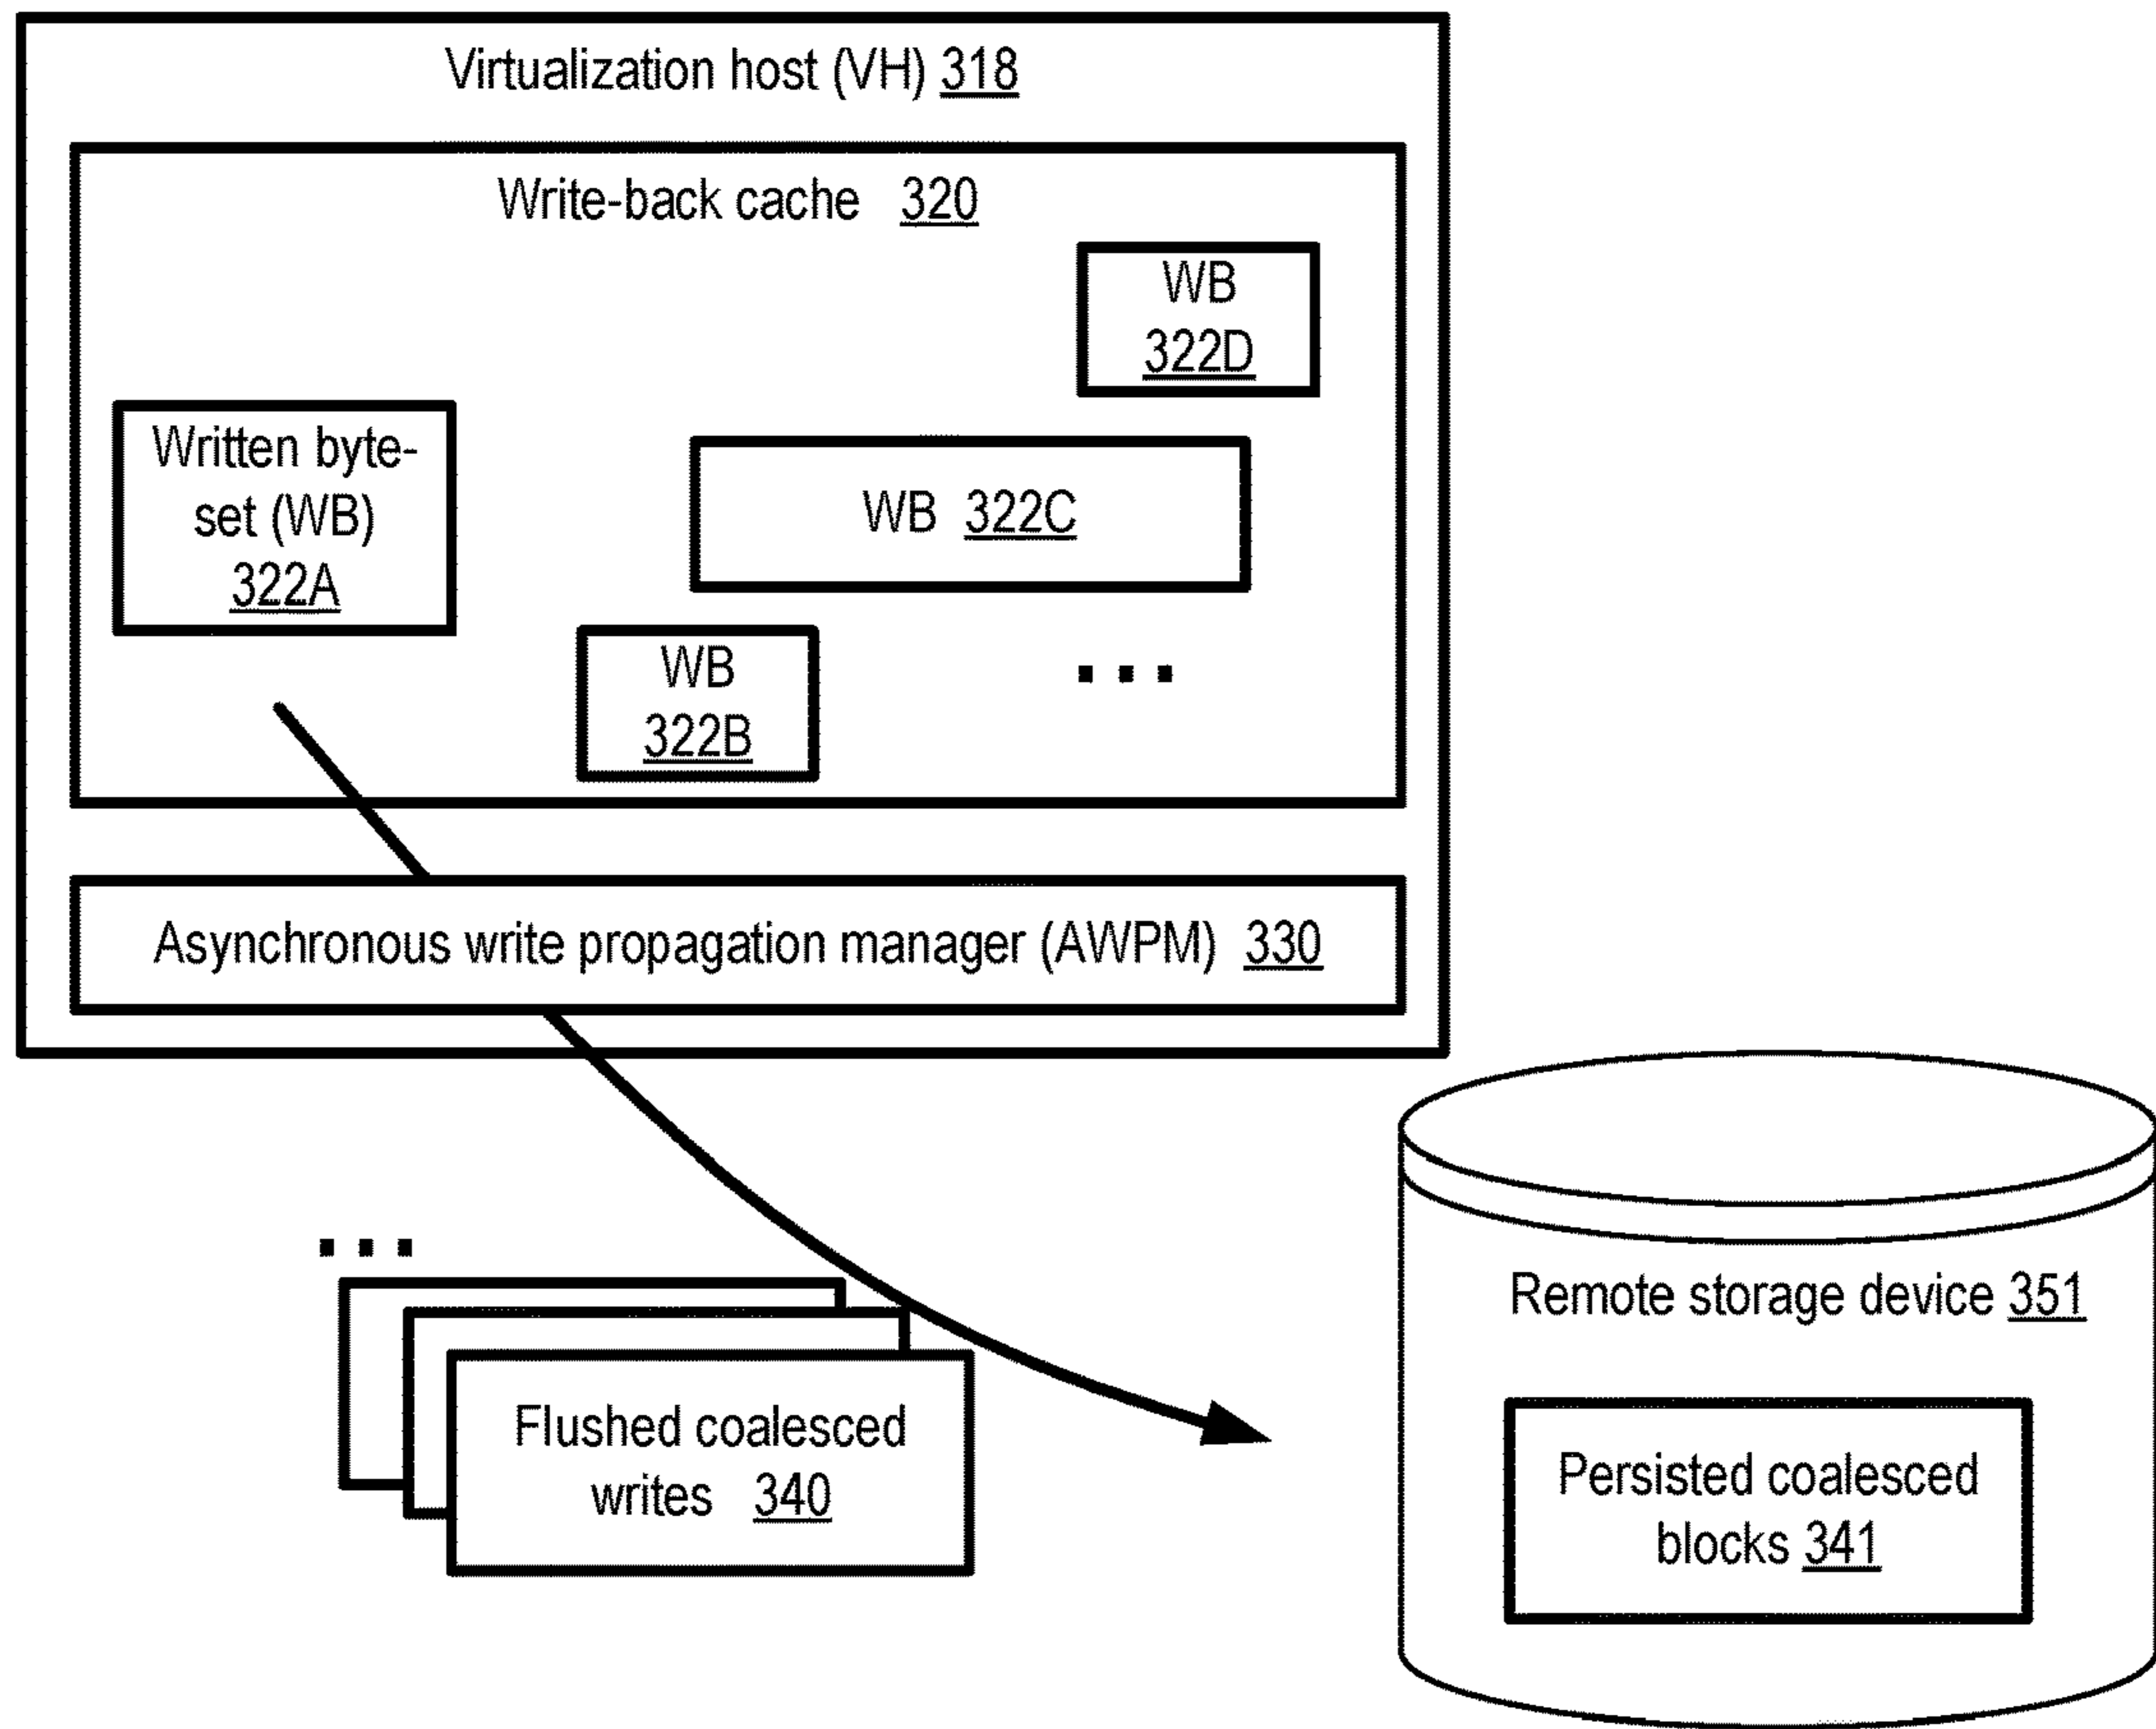 Virtualization host (VH) 318
Write-back cache 320
WB
322D
Written byte-
set (WB)
322A
WB 322C
WB
322B
...
Asynchronous write propagation manager (AWPM) 330
...
Flushed coalesced
writes 340
Remote storage device 351
Persisted coalesced
blocks 341